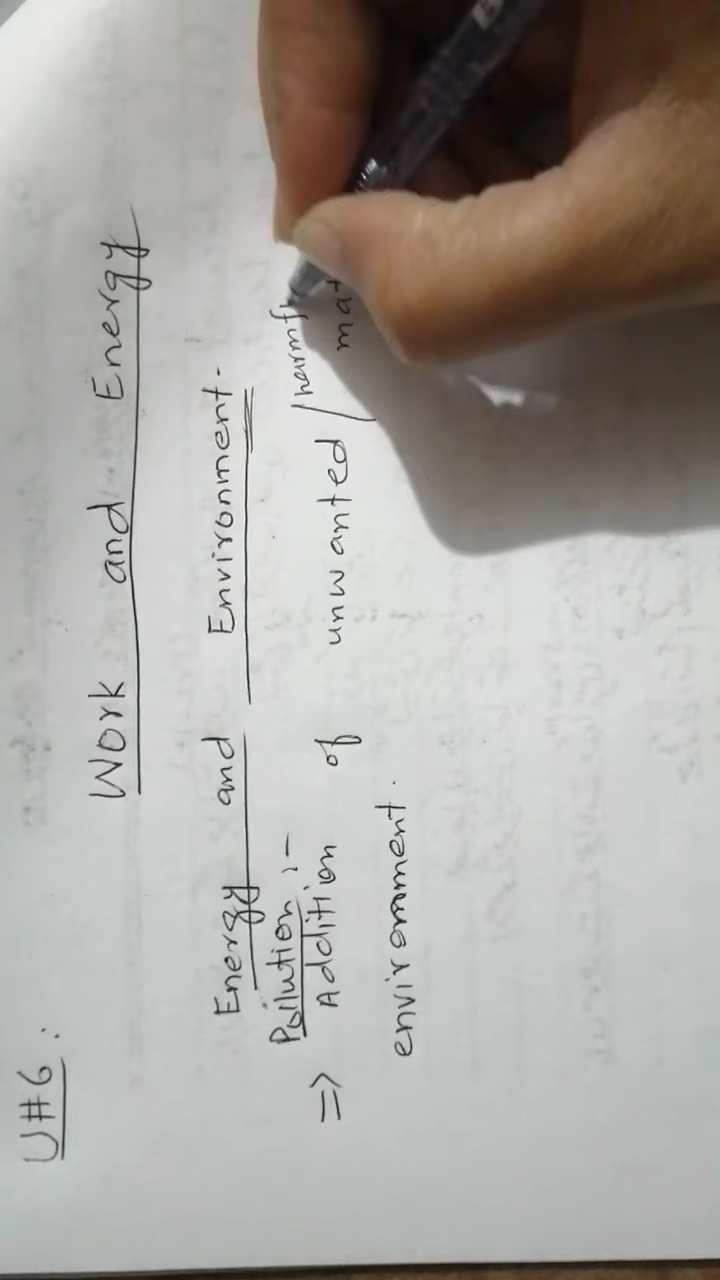 U#6:
Work and Energy
Energy and Environment.
Pollution :-
/harmf
=> Addition of unwanted
environment.